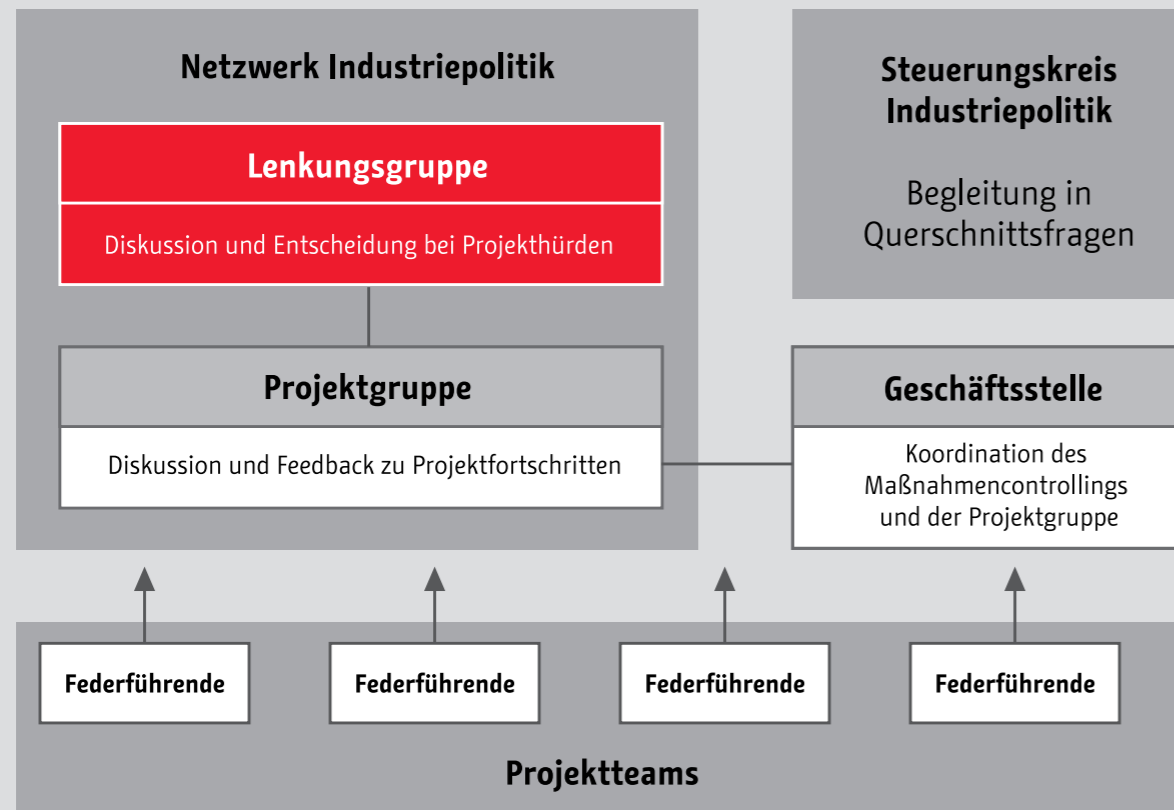 Netzwerk Industriepolitik
Lenkungsgruppe
Diskussion und Entscheidung bei Projekthürden
Projektgruppe
Diskussion und Feedback zu Projektfortschritten
Steuerungskreis
Industriepolitik
Begleitung in
Querschnittsfragen
Geschäftsstelle
Koordination des
Maßnahmencontrollings
und der Projektgruppe
Federführende
Federführende
Federführende
Federführende
Projektteams